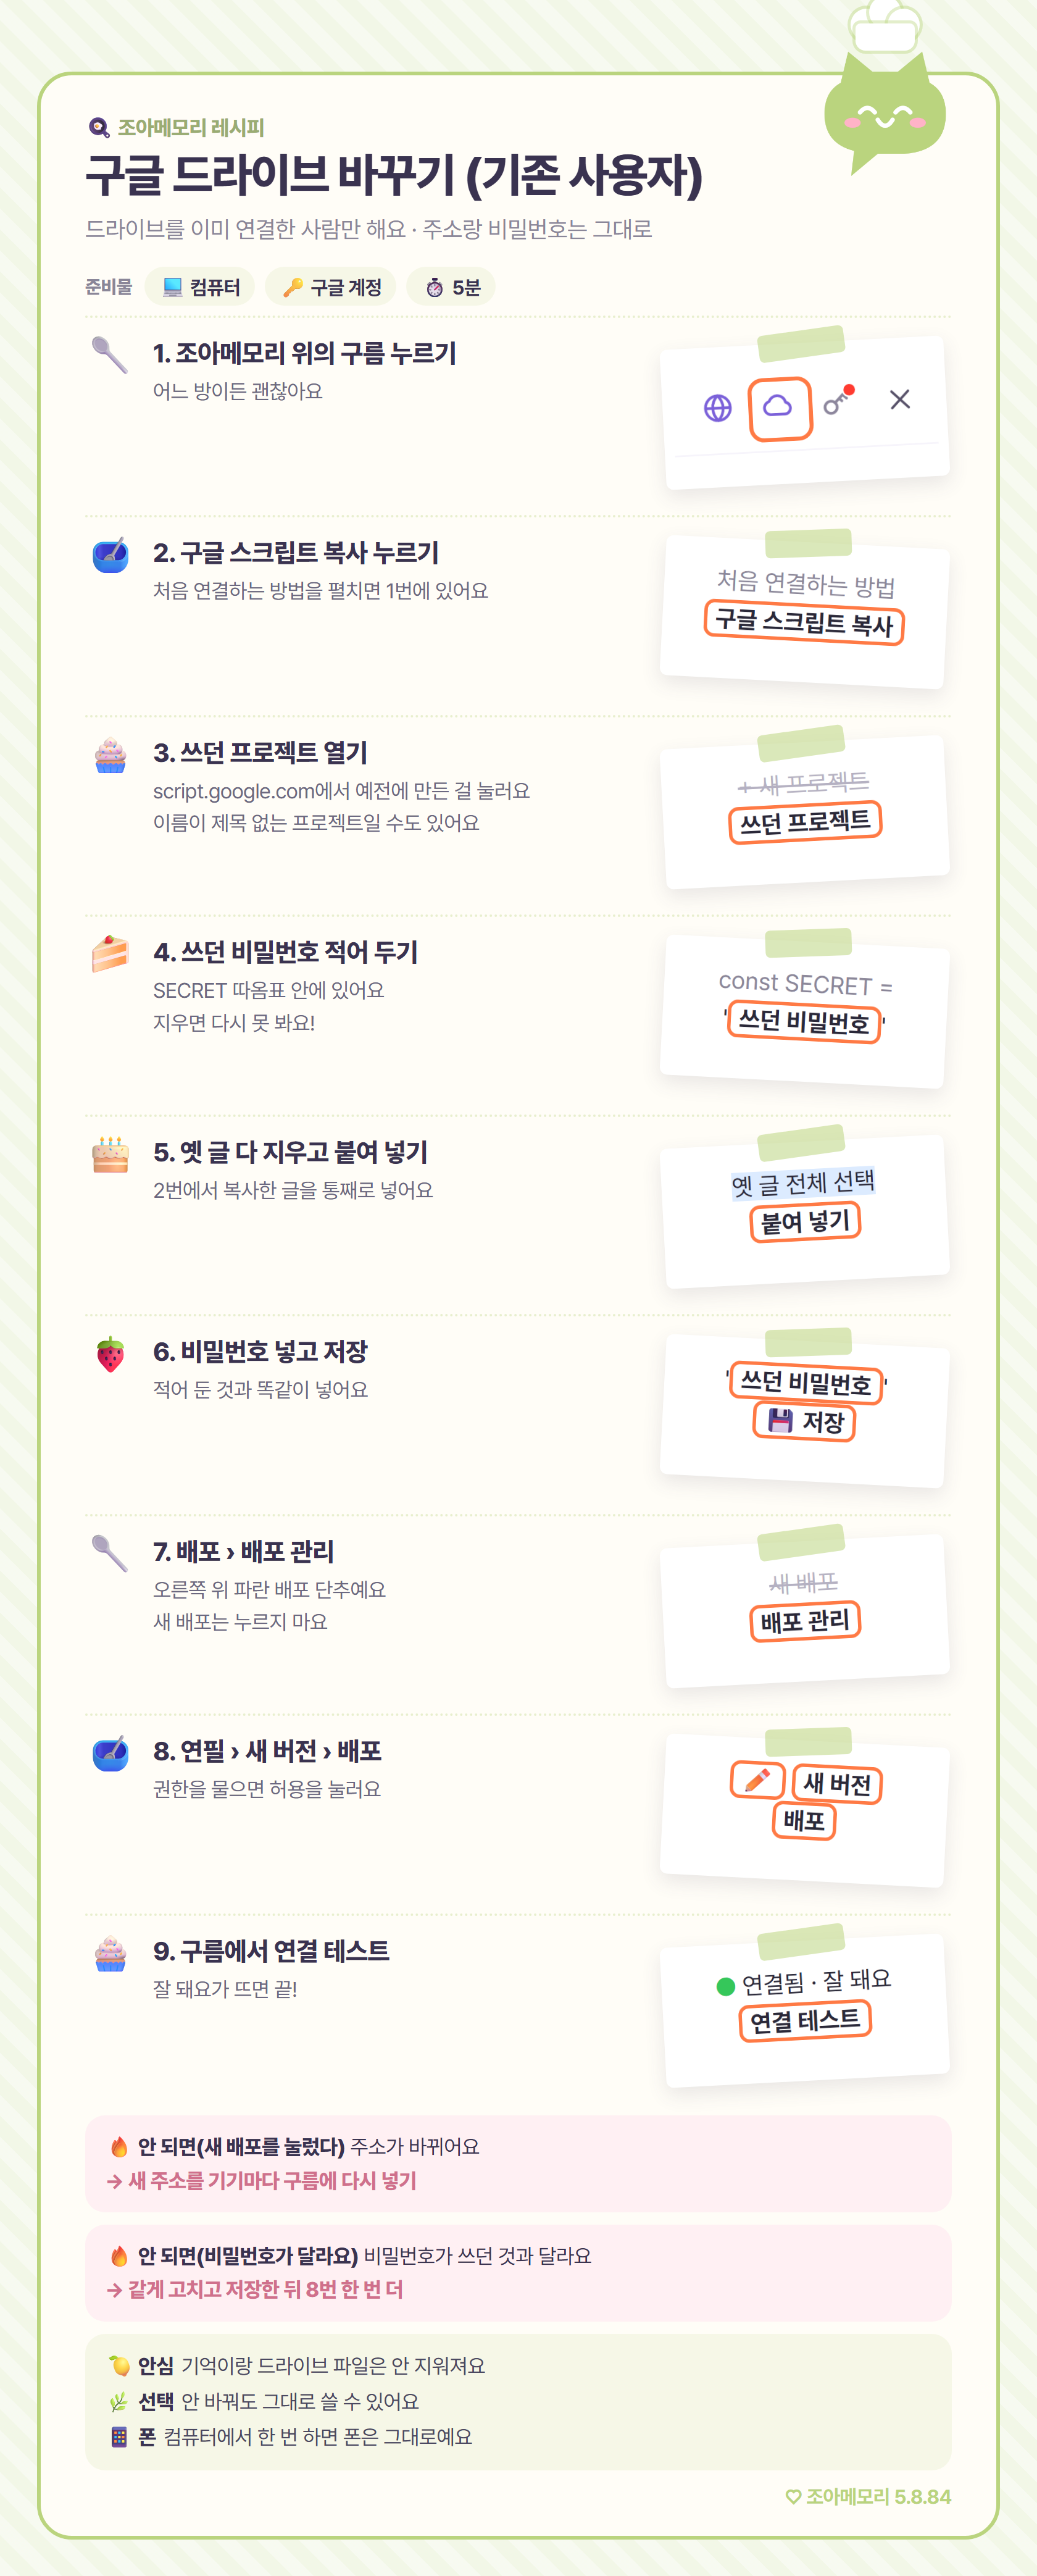 조아메모리 레시피
구글 드라이브 바꾸기 (기존 사용자)
드라이브를 이미 연결한 사람만 해요 · 주소랑 비밀번호는 그대로
준비물 컴퓨터 구글 계정 5분
1. 조아메모리 위의 구름 누르기
어느 방이든 괜찮아요
2. 구글 스크립트 복사 누르기
처음 연결하는 방법을 펼치면 1번에 있어요
처음 연결하는 방법
구글 스크립트 복사
3. 쓰던 프로젝트 열기
script.google.com에서 예전에 만든 걸 눌러요
이름이 제목 없는 프로젝트일 수도 있어요
+ 새 프로젝트
쓰던 프로젝트
4. 쓰던 비밀번호 적어 두기
SECRET 따옴표 안에 있어요
지우면 다시 못 봐요!
const SECRET =
'쓰던 비밀번호'
5. 옛 글 다 지우고 붙여 넣기
2번에서 복사한 글을 통째로 넣어요
옛 글 전체 선택
붙여 넣기
6. 비밀번호 넣고 저장
적어 둔 것과 똑같이 넣어요
'쓰던 비밀번호'
저장
7. 배포 › 배포 관리
오른쪽 위 파란 배포 단추예요
새 배포는 누르지 마요
새 배포
배포 관리
8. 연필 › 새 버전 › 배포
권한을 물으면 허용을 눌러요
새 버전
배포
9. 구름에서 연결 테스트
잘 돼요가 뜨면 끝!
연결됨 · 잘 돼요
연결 테스트
안 되면(새 배포를 눌렀다) 주소가 바뀌어요
→ 새 주소를 기기마다 구름에 다시 넣기
안 되면(비밀번호가 달라요) 비밀번호가 쓰던 것과 달라요
→ 같게 고치고 저장한 뒤 8번 한 번 더
안심 기억이랑 드라이브 파일은 안 지워져요
선택 안 바꿔도 그대로 쓸 수 있어요
폰 컴퓨터에서 한 번 하면 폰은 그대로예요
♡ 조아메모리 5.8.84